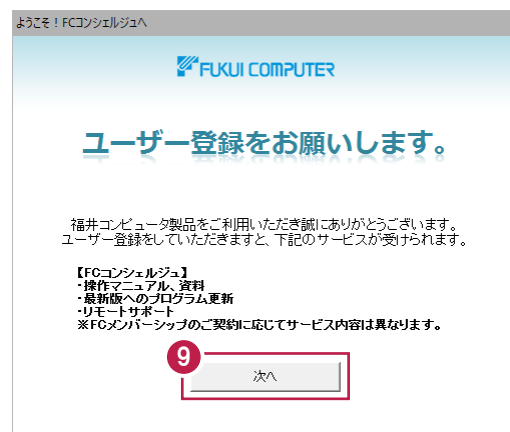 ようこそ！FCコンシェルジュへ
FUKUI COMPUTER
ユーザー登録をお願いします。
福井コンピュータ製品をご利用いただき誠にありがとうございます。
ユーザー登録をしていただきますと、下記のサービスが受けられます。
【FCコンシェルジュ】
・操作マニュアル、資料
・最新版へのプログラム更新
・リモートサポート
※FCメンバーシップのご契約に応じてサービス内容は異なります。
9
次へ